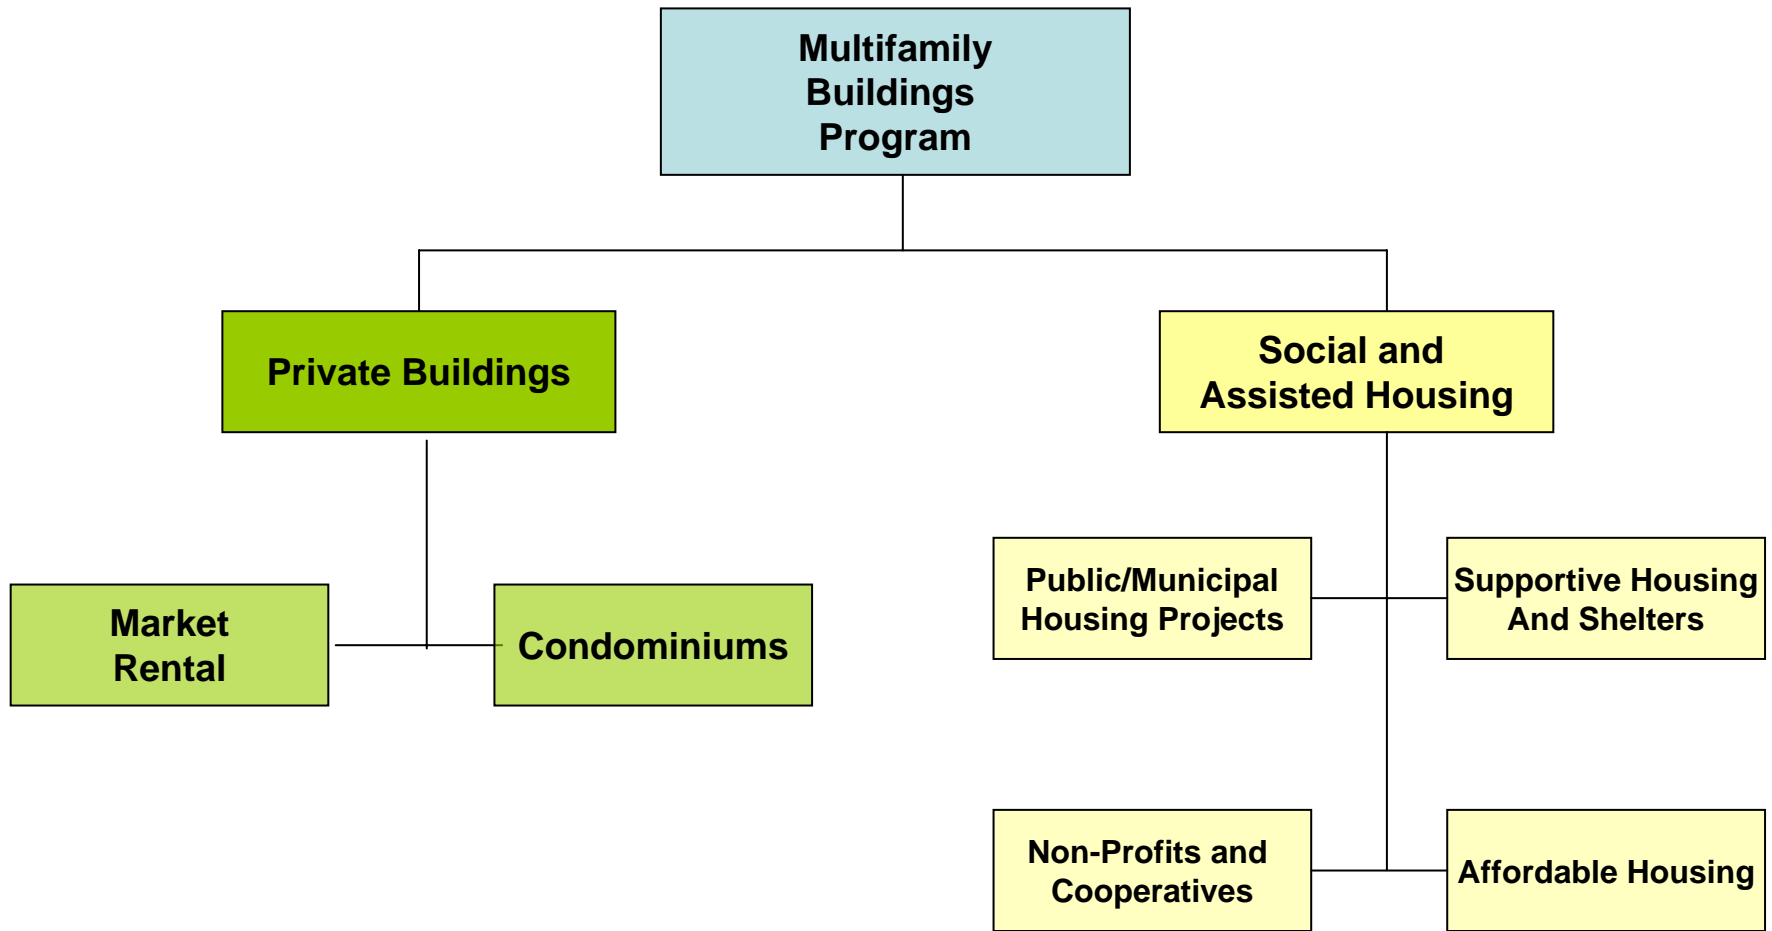 Multifamily
Buildings
Program
Private Buildings
Social and
Assisted Housing
Market
Rental
Condominiums
Public/Municipal
Housing Projects
Supportive Housing
And Shelters
Non-Profits and
Cooperatives
Affordable Housing